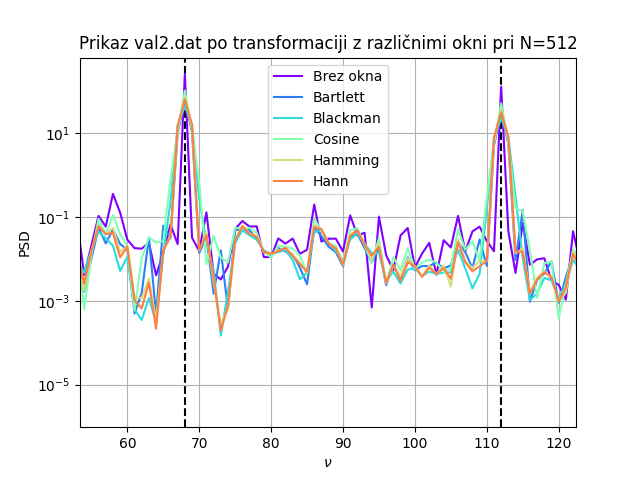 Prikaz val2.dat po transformaciji z različnimi okni pri N=512
Brez okna
Bartlett
Blackman
Cosine
Hamming
Hann
PSD
10^1
10^−1
10^−3
10^−5
60 70 80 90 100 110 120
ν